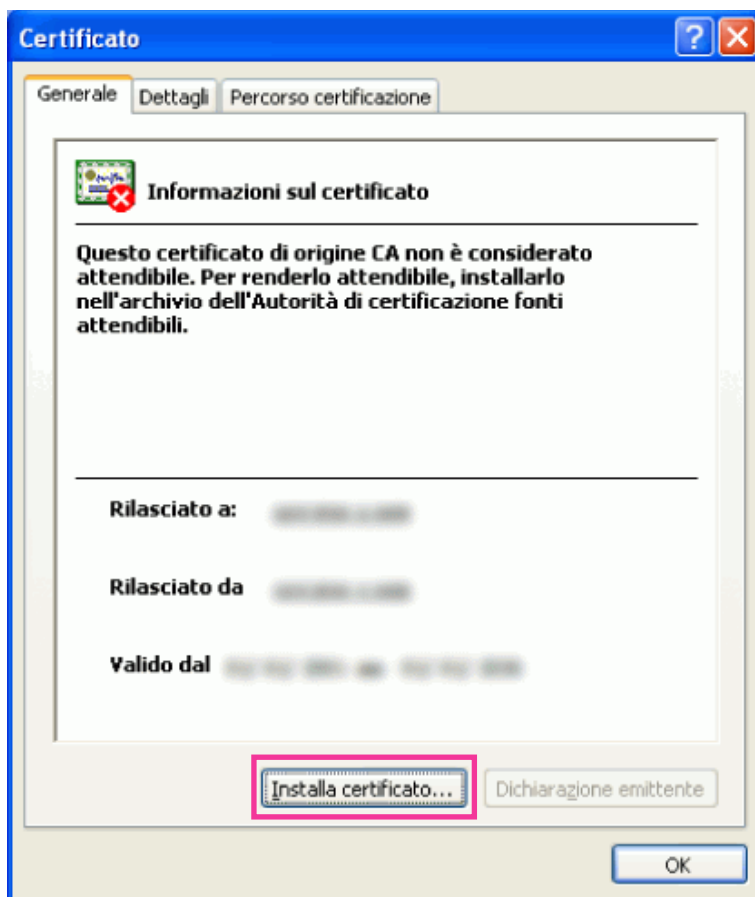 Certificato
Generale Dettagli Percorso certificazione
Informazioni sul certificato
Questo certificato di origine CA non è considerato
attendibile. Per renderlo attendibile, installarlo
nell'archivio dell'Autorità di certificazione fonti
attendibili.
Rilasciato a:
Rilasciato da
Valido dal
Installa certificato... Dichiarazione emittente
OK